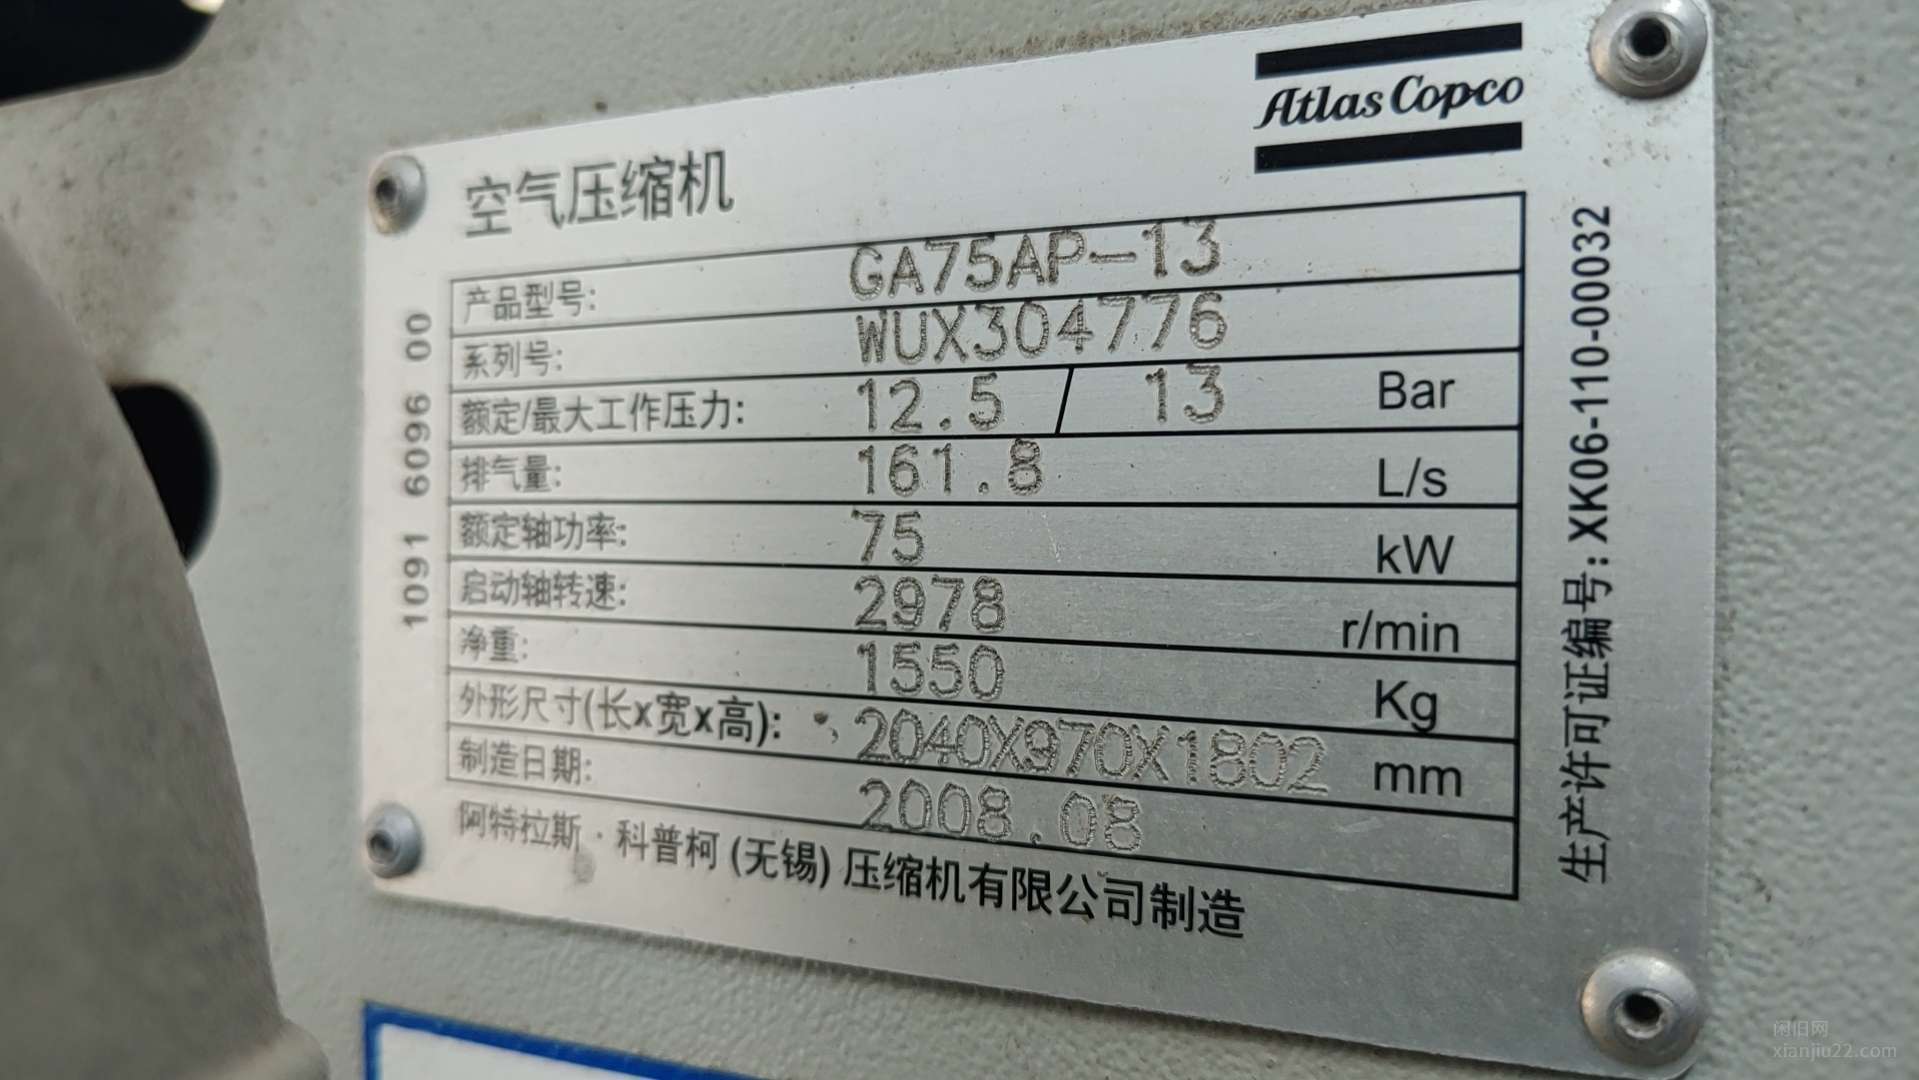 Atlas Copco
空气压缩机
产品型号: GA75AP-13
系列号: WUX304776
额定/最大工作压力: 12.5 / 13 Bar
排气量: 161.8 L/s
额定轴功率: 75 kW
启动轴转速: 2978 r/min
净重: 1550 Kg
外形尺寸(长x宽x高): 2040X970X1802 mm
制造日期: 2008.08
阿特拉斯·科普柯(无锡)压缩机有限公司制造
1091 6096 00
生产许可证编号: XK06-110-00032
闲旧网
xianjiu22.com